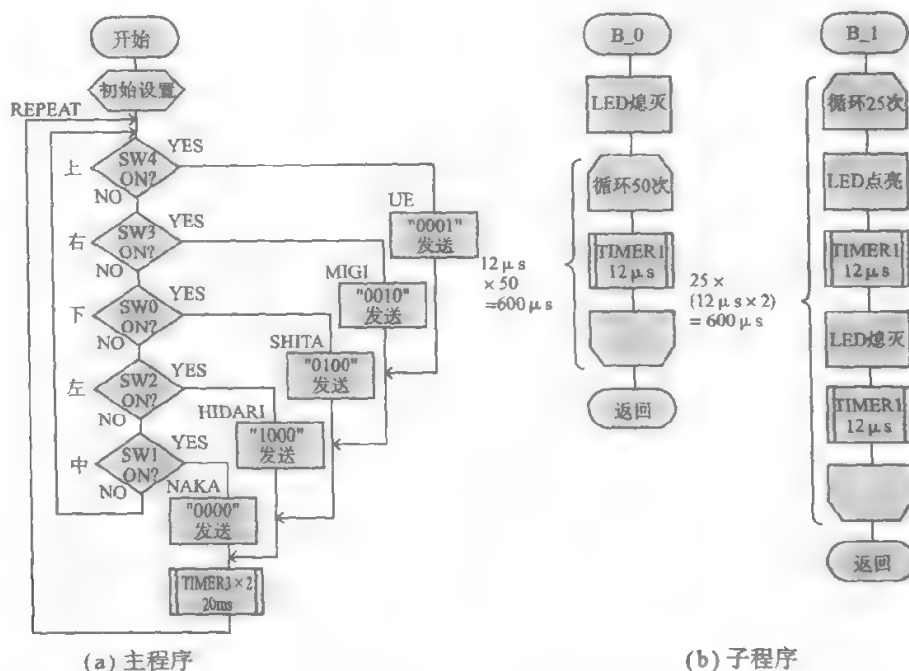 开始
初始设置
REPEAT
上
SW4
ON?
YES
NO
右
SW3
ON?
YES
NO
下
SW0
ON?
YES
NO
左
SW2
ON?
YES
NO
中
SW1
ON?
YES
NO
UE
"0001"
发送
MIGI
"0010"
发送
SHITA
"0100"
发送
HIDARI
"1000"
发送
NAKA
"0000"
发送
TIMER3×2
20ms
(a) 主程序
B_0
LED熄灭
循环50次
TIMER1
12μs
返回
12μs
×50
=600μs
B_1
循环25次
LED点亮
TIMER1
12μs
LED熄灭
TIMER1
12μs
返回
25×
(12μs×2)
=600μs
(b) 子程序